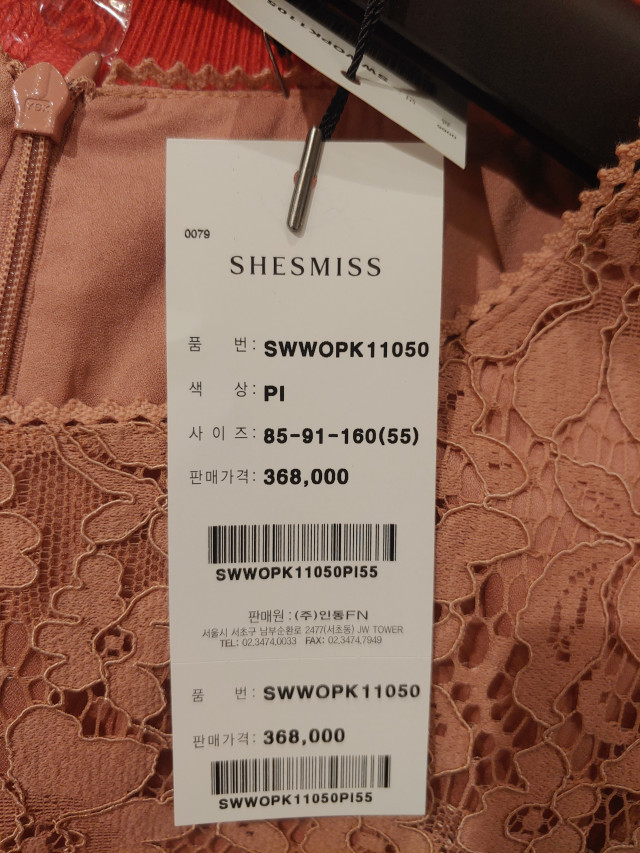 0079
SHESMISS
품 번: SWWOPK11050
색 상: PI
사이즈: 85-91-160(55)
판매가격: 368,000
SWWOPK11050PI55
판매원 : (주)인동FN
서울시 서초구 남부순환로 2477(서초동) JW TOWER
TEL: 02.3474.0033 FAX: 02.3474.7949
품 번: SWWOPK11050
판매가격: 368,000
SWWOPK11050PI55